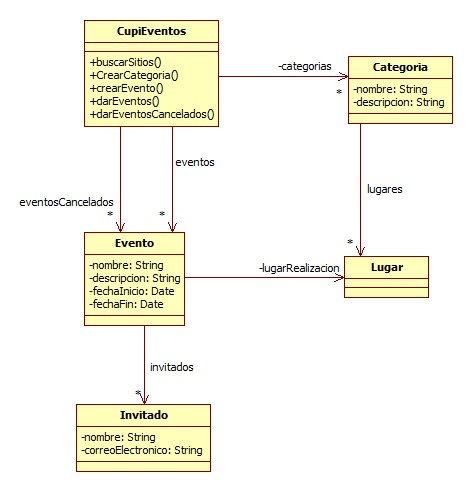 CupiEventos
+buscarSitios()
+CrearCategoria()
+crearEvento()
+darEventos()
+darEventosCancelados()
-categorias
*
Categoria
-nombre: String
-descripcion: String
eventos
lugares
eventosCancelados
*
*
*
Evento
-nombre: String
-descripcion: String
-fechaInicio: Date
-fechaFin: Date
-lugarRealizacion
Lugar
invitados
*
Invitado
-nombre: String
-correoElectronico: String